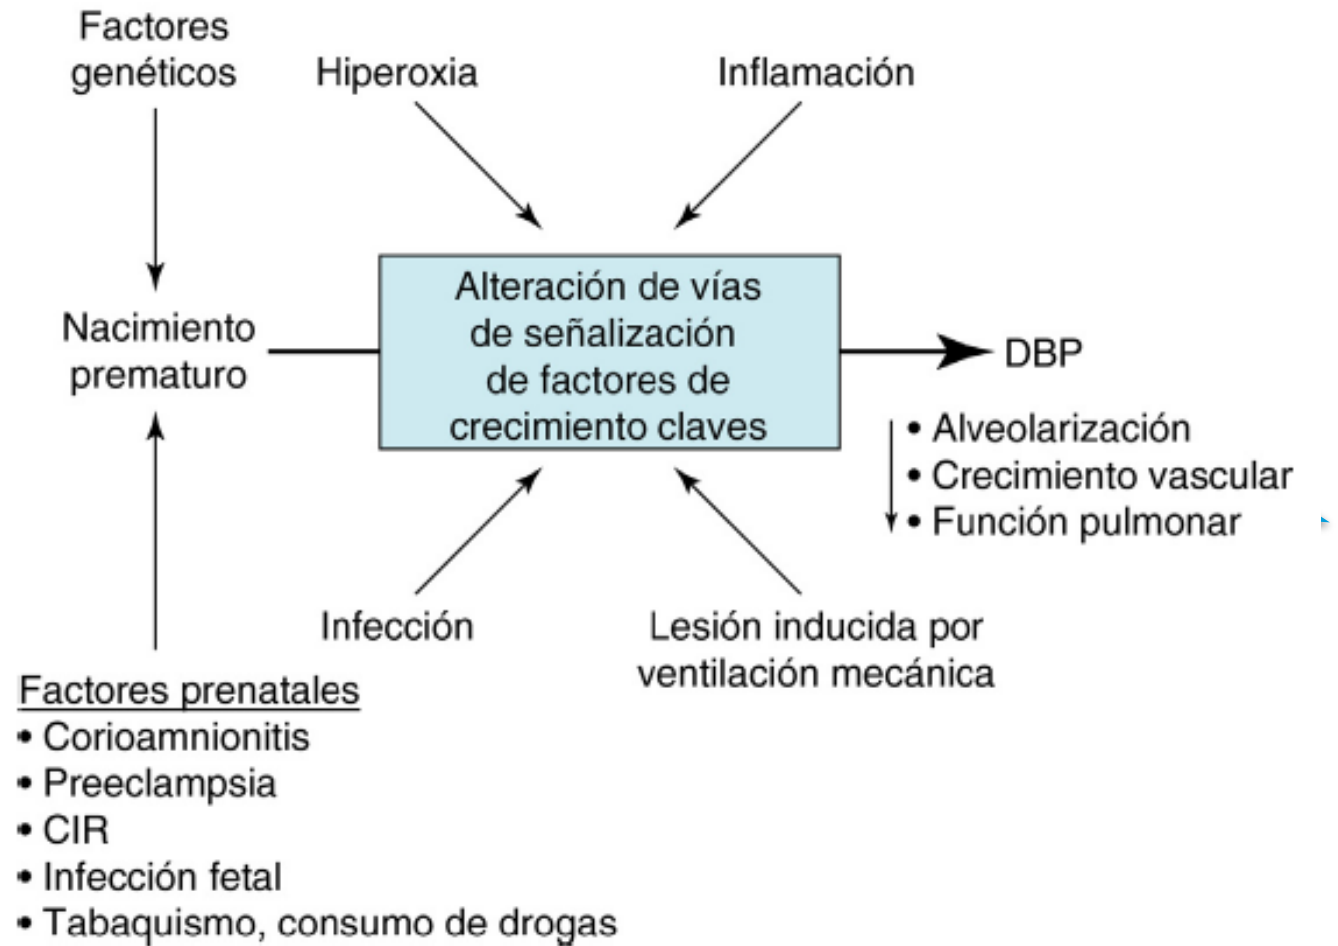 Factores
genéticos
Hiperoxia
Inflamación
Nacimiento
prematuro
Alteración de vías
de señalización
de factores de
crecimiento claves
DBP
• Alveolarización
• Crecimiento vascular
• Función pulmonar
Infección
Lesión inducida por
ventilación mecánica
Factores prenatales
• Corioamnionitis
• Preeclampsia
• CIR
• Infección fetal
• Tabaquismo, consumo de drogas